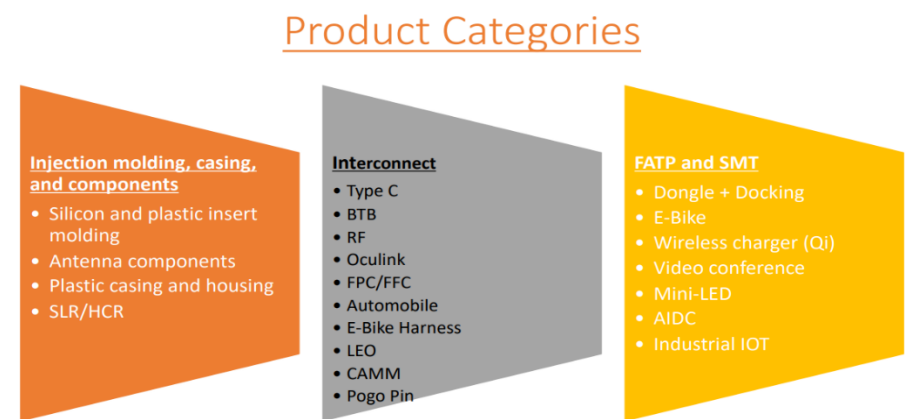 Product Categories
Injection molding, casing,
and components
• Silicon and plastic insert
molding
• Antenna components
• Plastic casing and housing
• SLR/HCR
Interconnect
• Type C
• BTB
• RF
• Oculink
• FPC/FFC
• Automobile
• E-Bike Harness
• LEO
• CAMM
• Pogo Pin
FATP and SMT
• Dongle + Docking
• E-Bike
• Wireless charger (Qi)
• Video conference
• Mini-LED
• AIDC
• Industrial IOT